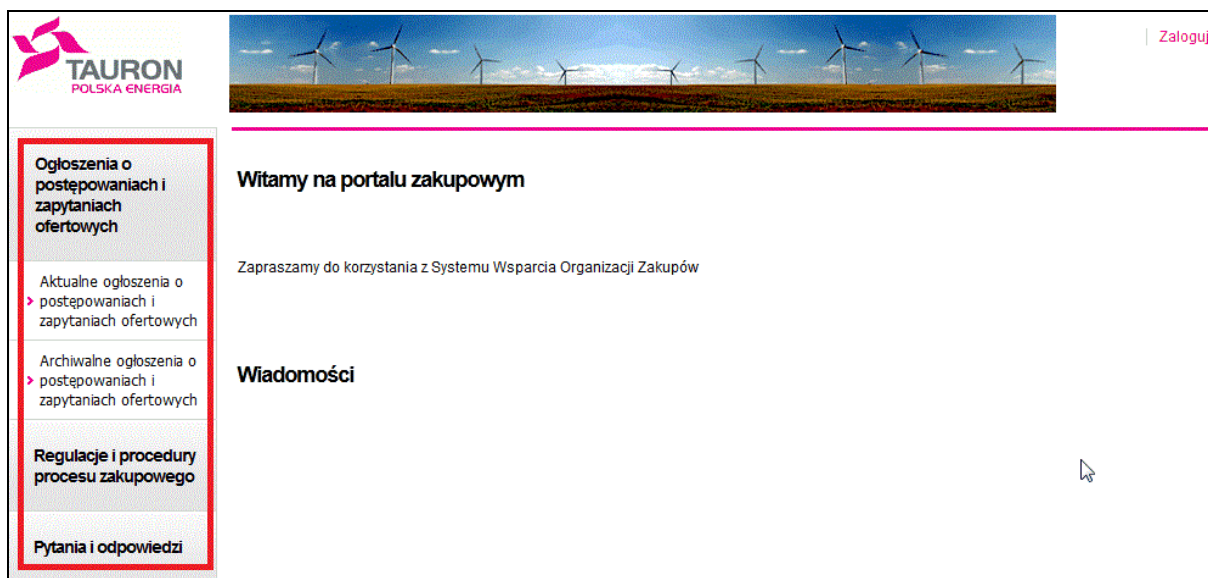 TAURON
POLSKA ENERGIA
Zaloguj
Ogłoszenia o
postępowaniach i
zapytaniach
ofertowych
Aktualne ogłoszenia o
postępowaniach i
zapytaniach ofertowych
Archiwalne ogłoszenia o
postępowaniach i
zapytaniach ofertowych
Regulacje i procedury
procesu zakupowego
Pytania i odpowiedzi
Witamy na portalu zakupowym
Zapraszamy do korzystania z Systemu Wsparcia Organizacji Zakupów
Wiadomości